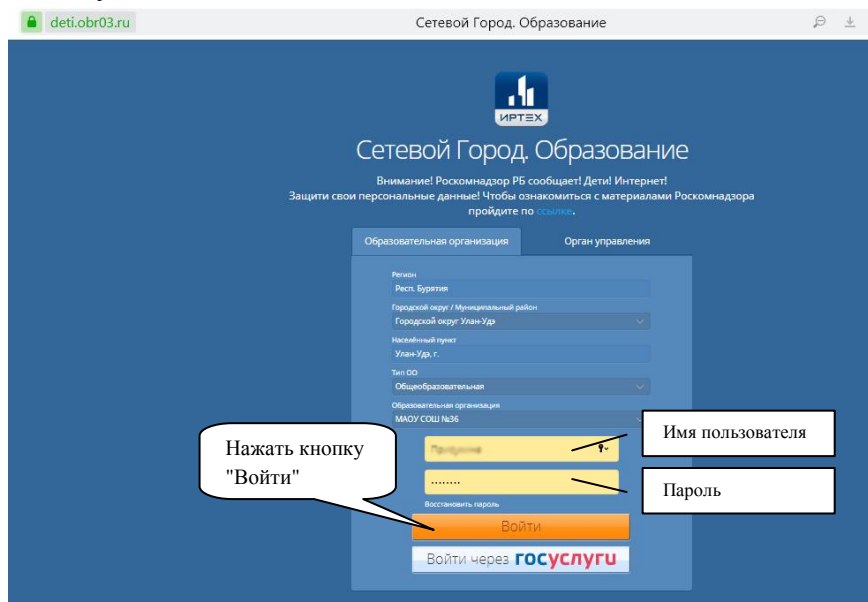 deti.obr03.ru
Сетевой Город. Образование
ИРТЕХ
Сетевой Город. Образование
Внимание! Роскомнадзор РБ сообщает! Дети! Интернет!
Защити свои персональные данные! Чтобы ознакомиться с материалами Роскомнадзора
пройдите по ссылке.
Образовательная организация
Орган управления
Регион
Респ. Бурятия
Городской округ / Муниципальный район
Городской округ Улан-Удэ
Населённый пункт
Улан-Удэ, г.
Тип ОО
Общеобразовательная
Образовательная организация
МАОУ СОШ №36
Имя пользователя
Нажать кнопку
"Войти"
........
Пароль
Восстановить пароль
Войти
Войти через госуслуги